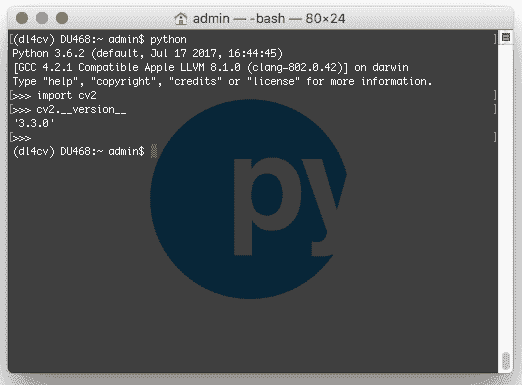 admin — -bash — 80×24
[(dl4cv) DU468:~ admin$ python
Python 3.6.2 (default, Jul 17 2017, 16:44:45)
[GCC 4.2.1 Compatible Apple LLVM 8.1.0 (clang-802.0.42)] on darwin
Type "help", "copyright", "credits" or "license" for more information.
[>>> import cv2 ]
[>>> cv2.__version__ ]
'3.3.0'
[>>> ]
(dl4cv) DU468:~ admin$
py